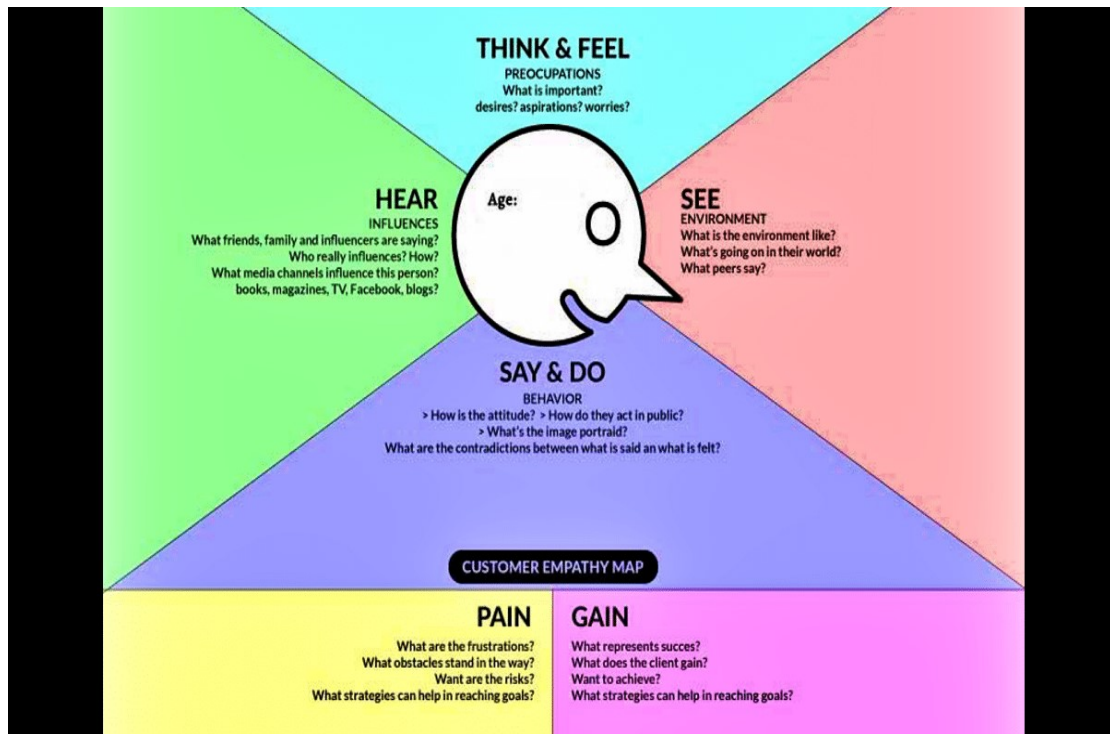 THINK & FEEL
PREOCUPATIONS
What is important?
desires? aspirations? worries?
Age:
HEAR
INFLUENCES
What friends, family and influencers are saying?
Who really influences? How?
What media channels influence this person?
books, magazines, TV, Facebook, blogs?
SEE
ENVIRONMENT
What is the environment like?
What's going on in their world?
What peers say?
SAY & DO
BEHAVIOR
> How is the attitude? > How do they act in public?
> What's the image portraid?
What are the contradictions between what is said an what is felt?
CUSTOMER EMPATHY MAP
PAIN
What are the frustrations?
What obstacles stand in the way?
Want are the risks?
What strategies can help in reaching goals?
GAIN
What represents succes?
What does the client gain?
Want to achieve?
What strategies can help in reaching goals?